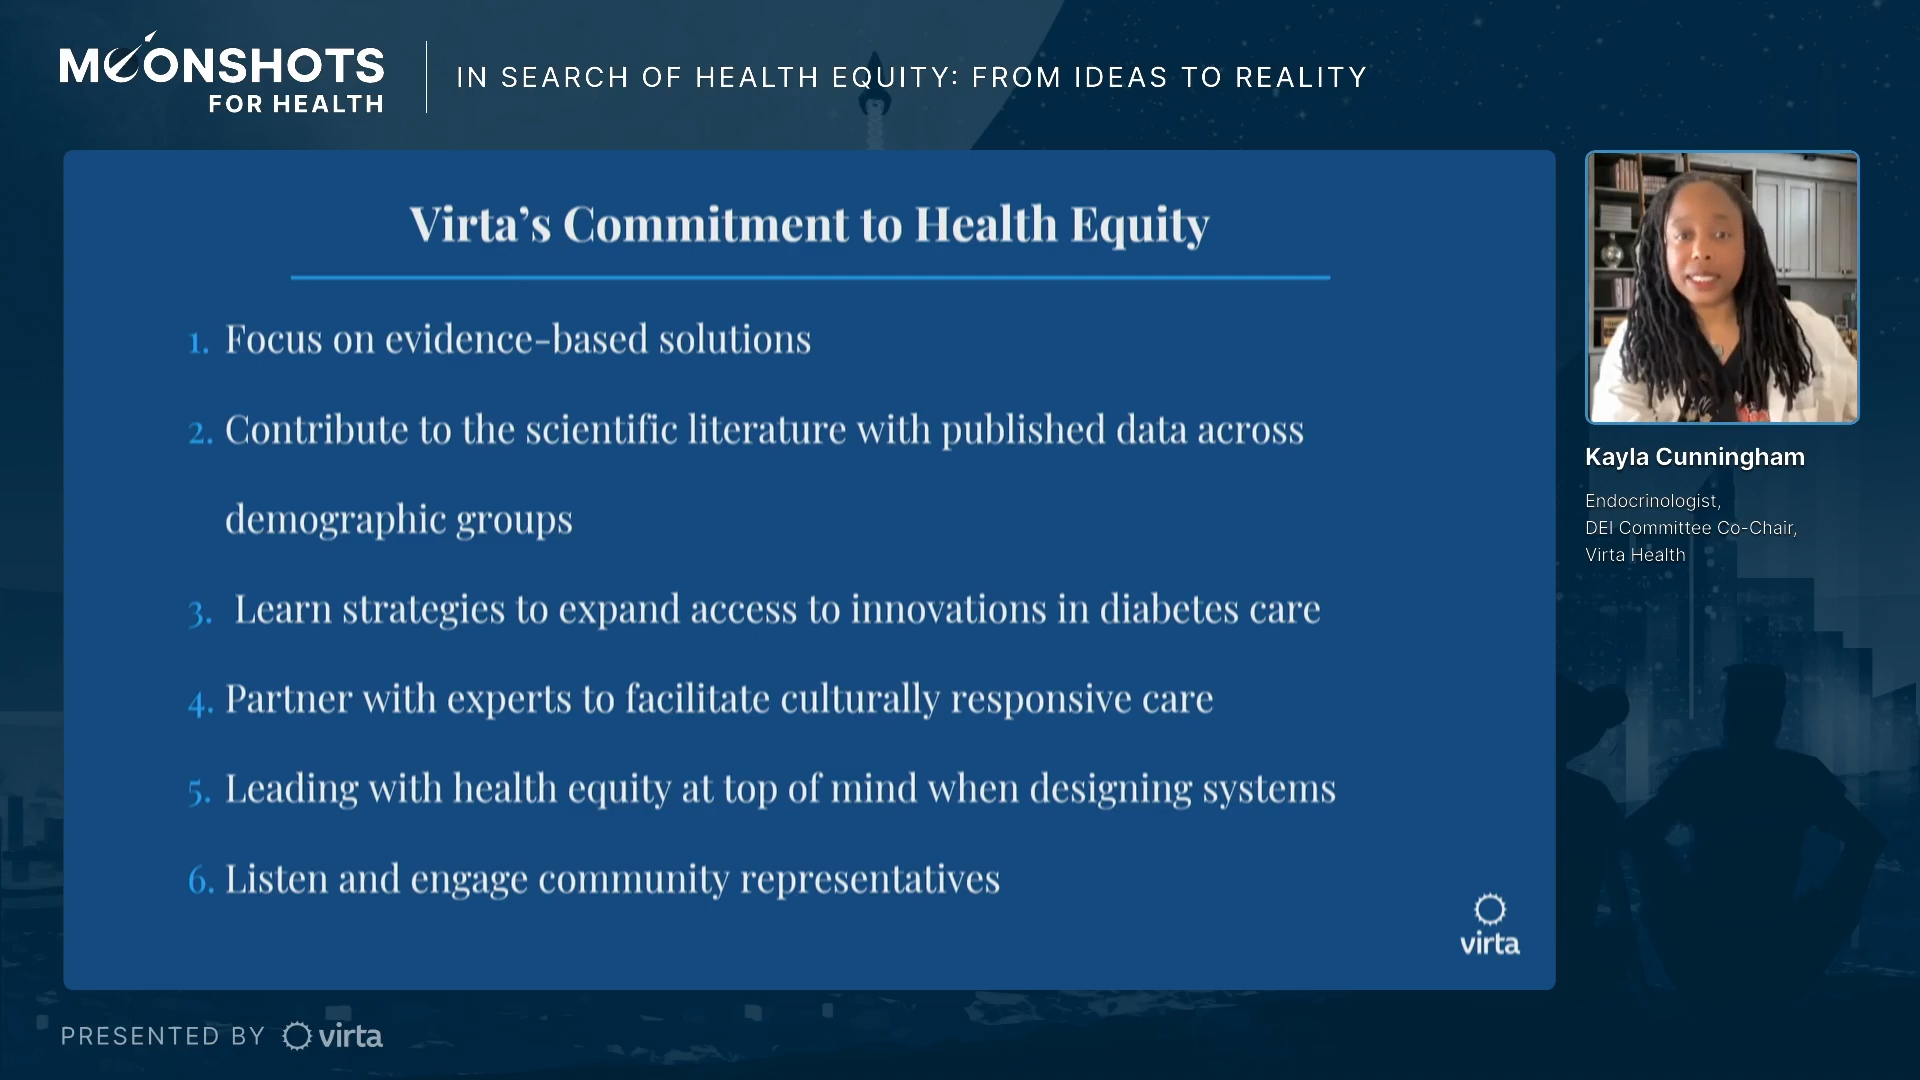 MOONSHOTS
FOR HEALTH
IN SEARCH OF HEALTH EQUITY: FROM IDEAS TO REALITY
Virta’s Commitment to Health Equity
1. Focus on evidence-based solutions
2. Contribute to the scientific literature with published data across
demographic groups
3. Learn strategies to expand access to innovations in diabetes care
4. Partner with experts to facilitate culturally responsive care
5. Leading with health equity at top of mind when designing systems
6. Listen and engage community representatives
virta
Kayla Cunningham
Endocrinologist,
DEI Committee Co-Chair,
Virta Health
PRESENTED BY virta